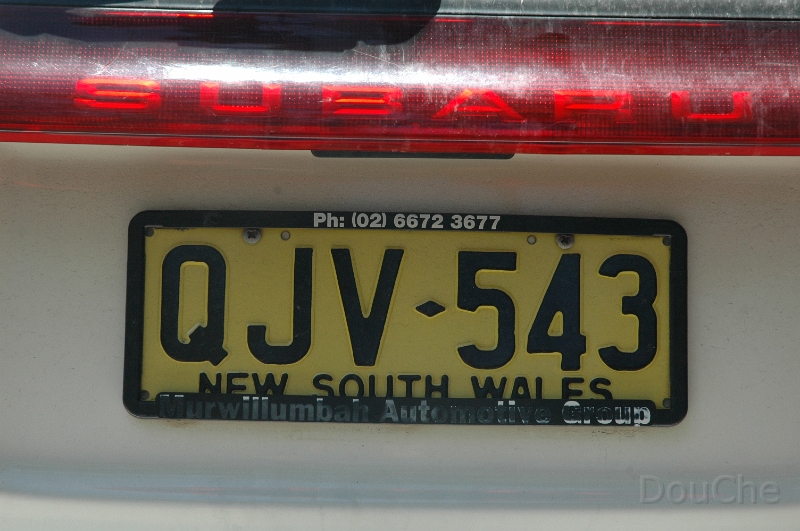 SUBARU
Ph: (02) 6672 3677
QJV·543
NEW SOUTH WALES
Murwillumbah Automotive Group
DouChe